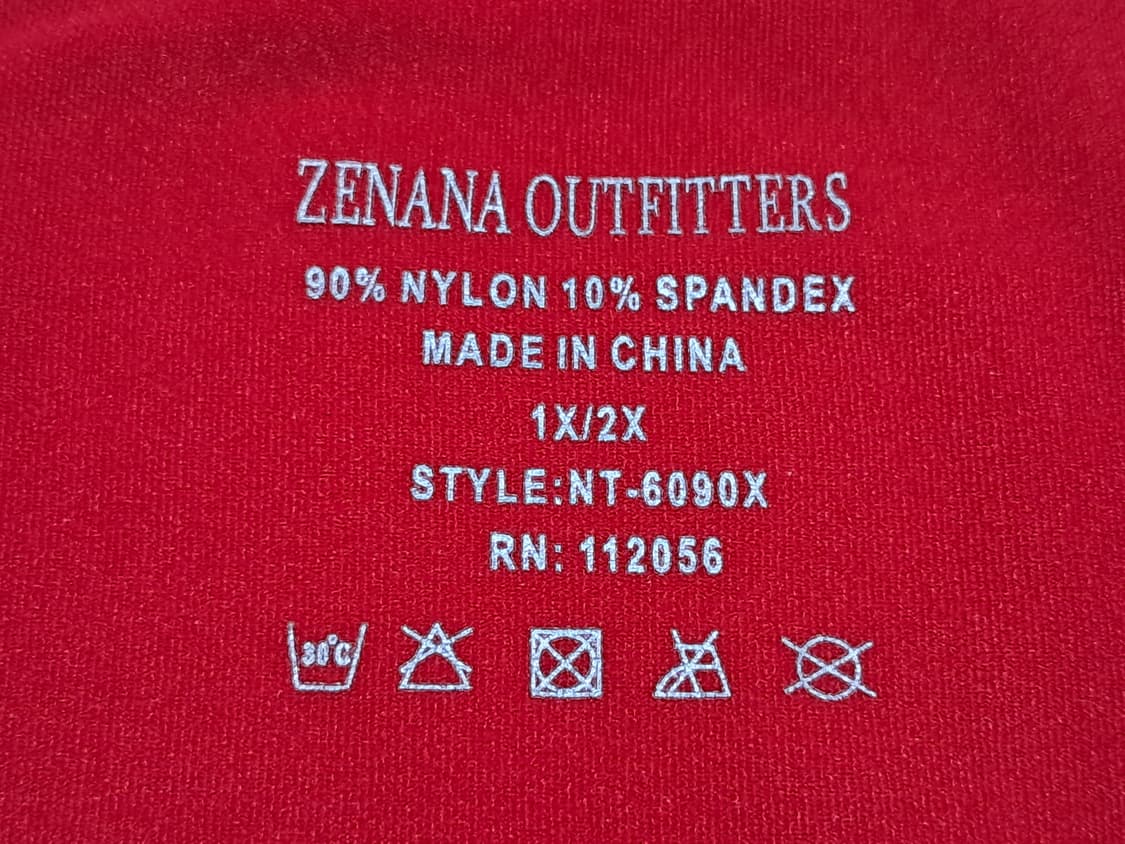 ZENANA OUTFITTERS
90% NYLON 10% SPANDEX
MADE IN CHINA
1X/2X
STYLE:NT-6090X
RN: 112056
30°C